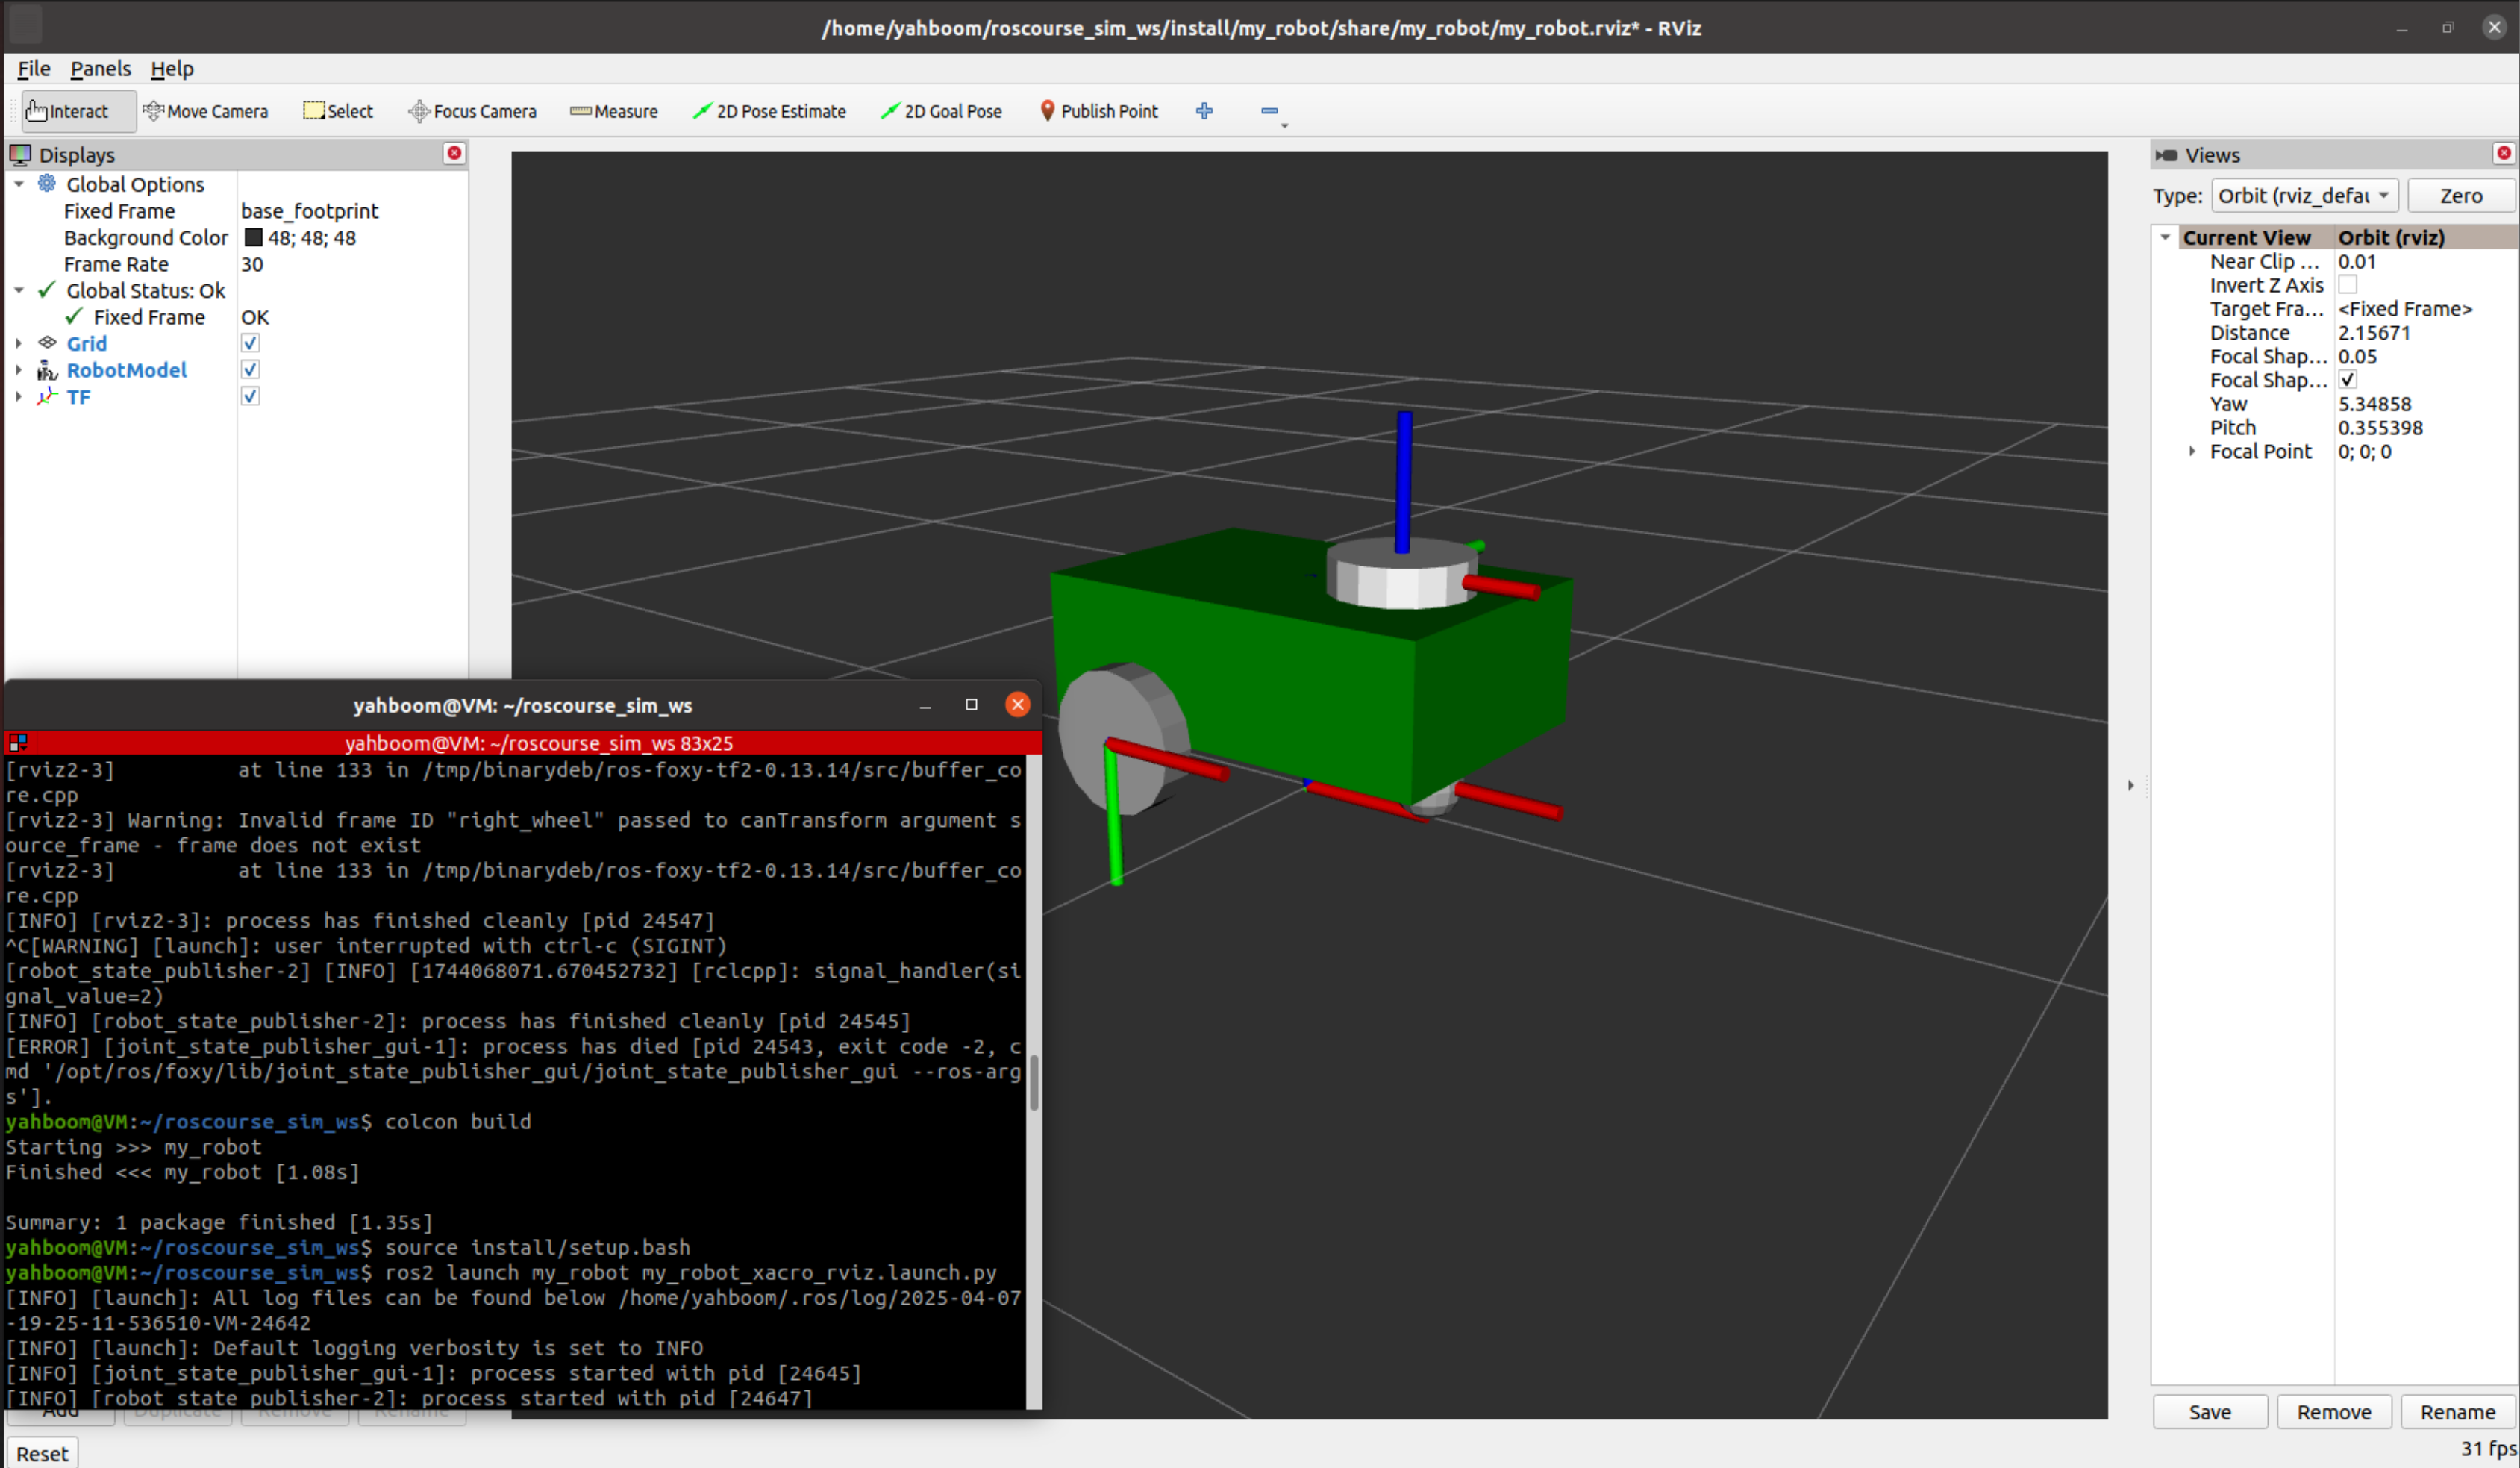 /home/yahboom/roscourse_sim_ws/install/my_robot/share/my_robot/my_robot.rviz* - RViz
File Panels Help
Interact Move Camera Select Focus Camera Measure 2D Pose Estimate 2D Goal Pose Publish Point
Displays
Global Options
Fixed Frame base_footprint
Background Color 48; 48; 48
Frame Rate 30
Global Status: Ok
Fixed Frame OK
Grid
RobotModel
TF
yahboom@VM: ~/roscourse_sim_ws
yahboom@VM: ~/roscourse_sim_ws 83x25
[rviz2-3]          at line 133 in /tmp/binarydeb/ros-foxy-tf2-0.13.14/src/buffer_co
re.cpp
[rviz2-3] Warning: Invalid frame ID "right_wheel" passed to canTransform argument s
ource_frame - frame does not exist
[rviz2-3]          at line 133 in /tmp/binarydeb/ros-foxy-tf2-0.13.14/src/buffer_co
re.cpp
[INFO] [rviz2-3]: process has finished cleanly [pid 24547]
^C[WARNING] [launch]: user interrupted with ctrl-c (SIGINT)
[robot_state_publisher-2] [INFO] [1744068071.670452732] [rclcpp]: signal_handler(si
gnal_value=2)
[INFO] [robot_state_publisher-2]: process has finished cleanly [pid 24545]
[ERROR] [joint_state_publisher_gui-1]: process has died [pid 24543, exit code -2, c
md '/opt/ros/foxy/lib/joint_state_publisher_gui/joint_state_publisher_gui --ros-arg
s'].
yahboom@VM:~/roscourse_sim_ws$ colcon build
Starting >>> my_robot
Finished <<< my_robot [1.08s]
Summary: 1 package finished [1.35s]
yahboom@VM:~/roscourse_sim_ws$ source install/setup.bash
yahboom@VM:~/roscourse_sim_ws$ ros2 launch my_robot my_robot_xacro_rviz.launch.py
[INFO] [launch]: All log files can be found below /home/yahboom/.ros/log/2025-04-07
-19-25-11-536510-VM-24642
[INFO] [launch]: Default logging verbosity is set to INFO
[INFO] [joint_state_publisher_gui-1]: process started with pid [24645]
[INFO] [robot_state_publisher-2]: process started with pid [24647]
Add Duplicate Remove Rename
Reset
Views
Type: Orbit (rviz_defau Zero
Current View Orbit (rviz)
Near Clip ... 0.01
Invert Z Axis
Target Fra... <Fixed Frame>
Distance 2.15671
Focal Shap... 0.05
Focal Shap...
Yaw 5.34858
Pitch 0.355398
Focal Point 0; 0; 0
Save Remove Rename
31 fps